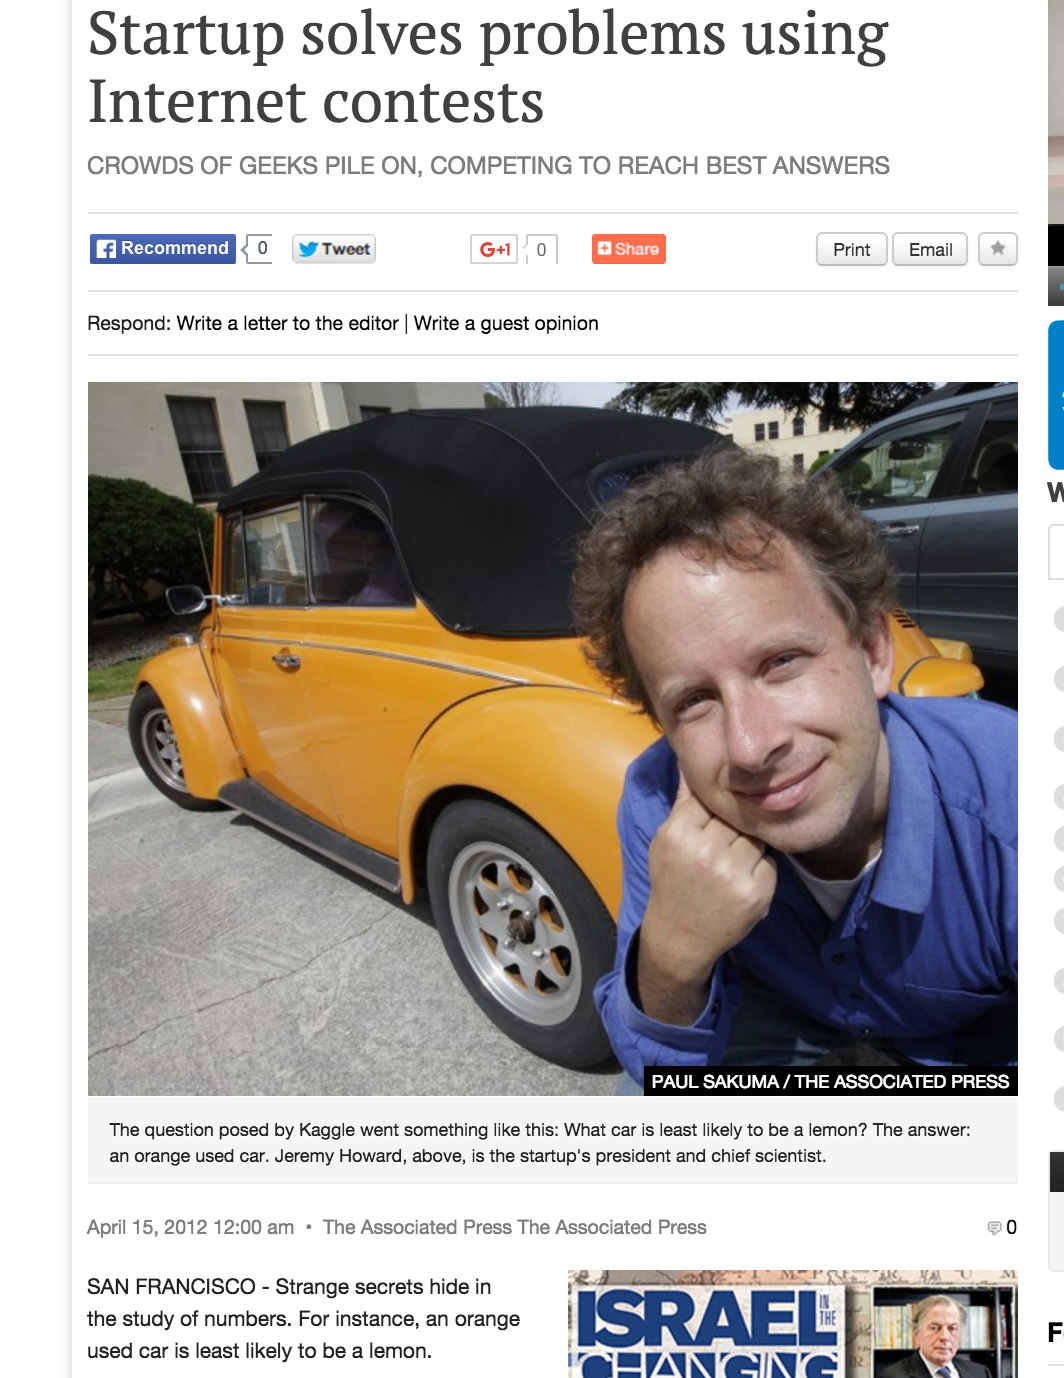 Startup solves problems using
Internet contests
CROWDS OF GEEKS PILE ON, COMPETING TO REACH BEST ANSWERS
Recommend 0 Tweet G+1 0 Share Print Email
Respond: Write a letter to the editor | Write a guest opinion
W
PAUL SAKUMA / THE ASSOCIATED PRESS
The question posed by Kaggle went something like this: What car is least likely to be a lemon? The answer:
an orange used car. Jeremy Howard, above, is the startup's president and chief scientist.
April 15, 2012 12:00 am • The Associated Press The Associated Press 0
SAN FRANCISCO - Strange secrets hide in
the study of numbers. For instance, an orange
used car is least likely to be a lemon.
ISRAEL
IN THE
CHANGING
F